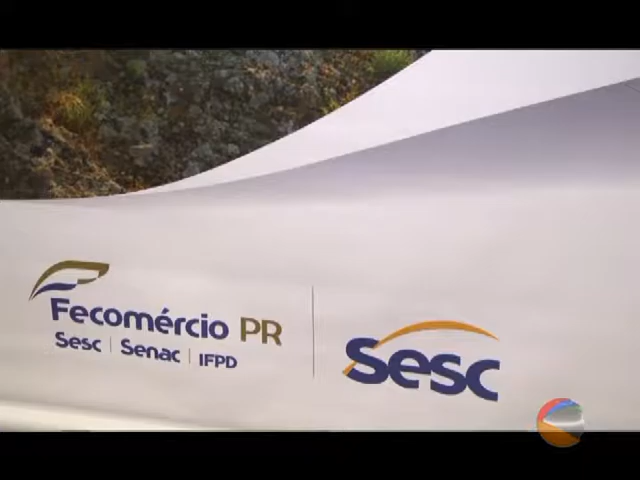 Fecomércio PR
Sesc | Senac | IFPD
Sesc